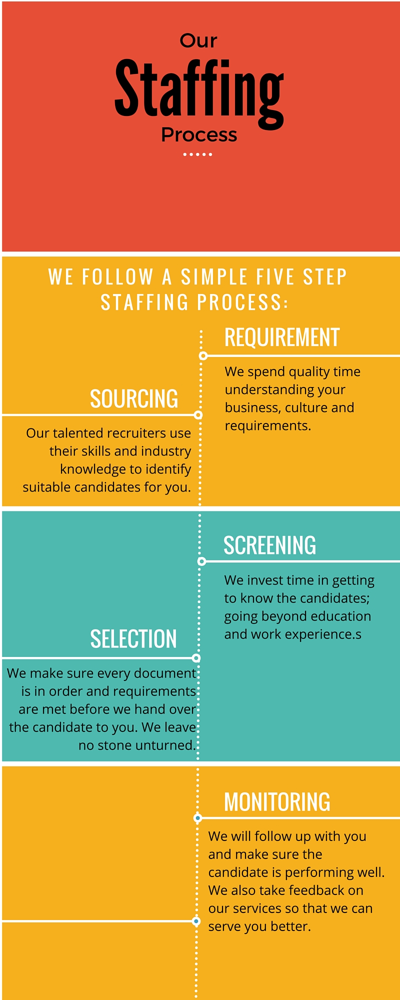 Our
Staffing
Process
WE FOLLOW A SIMPLE FIVE STEP
STAFFING PROCESS:
REQUIREMENT
We spend quality time
understanding your
business, culture and
requirements.
SOURCING
Our talented recruiters use
their skills and industry
knowledge to identify
suitable candidates for you.
SCREENING
We invest time in getting
to know the candidates;
going beyond education
and work experience.s
SELECTION
We make sure every document
is in order and requirements
are met before we hand over
the candidate to you. We leave
no stone unturned.
MONITORING
We will follow up with you
and make sure the
candidate is performing well.
We also take feedback on
our services so that we can
serve you better.